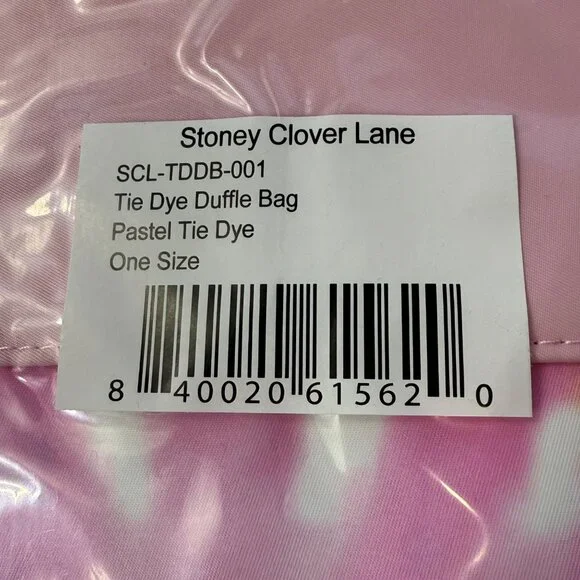 Stoney Clover Lane
SCL-TDDB-001
Tie Dye Duffle Bag
Pastel Tie Dye
One Size
8 40020 61562 0